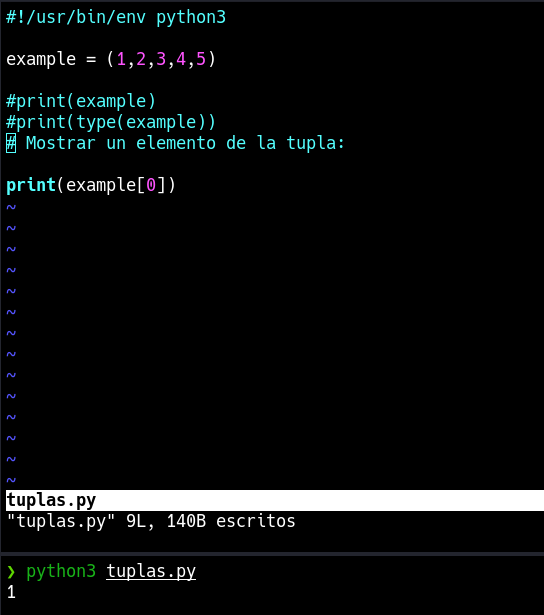 #!/usr/bin/env python3
example = (1,2,3,4,5)
#print(example)
#print(type(example))
# Mostrar un elemento de la tupla:
print(example[0])
~
~
~
~
~
~
~
~
~
~
~
~
~
~
tuplas.py
"tuplas.py" 9L, 140B escritos
❯ python3 tuplas.py
1